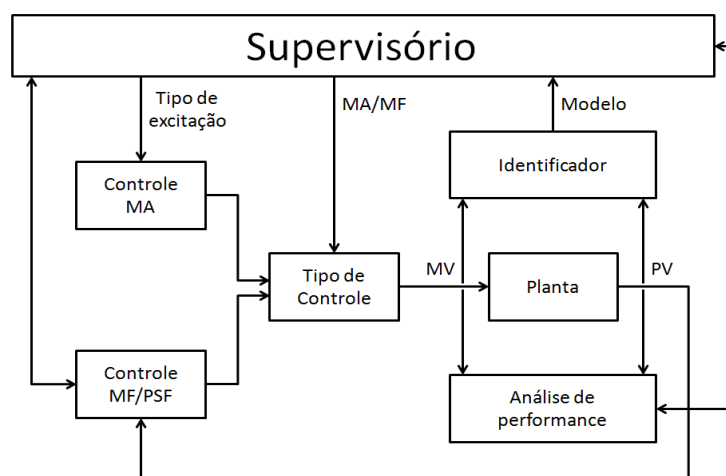 Supervisório
Tipo de
excitação
MA/MF
Modelo
Controle
MA
Identificador
Tipo de
Controle
MV
Planta
PV
Controle
MF/PSF
Análise de
performance